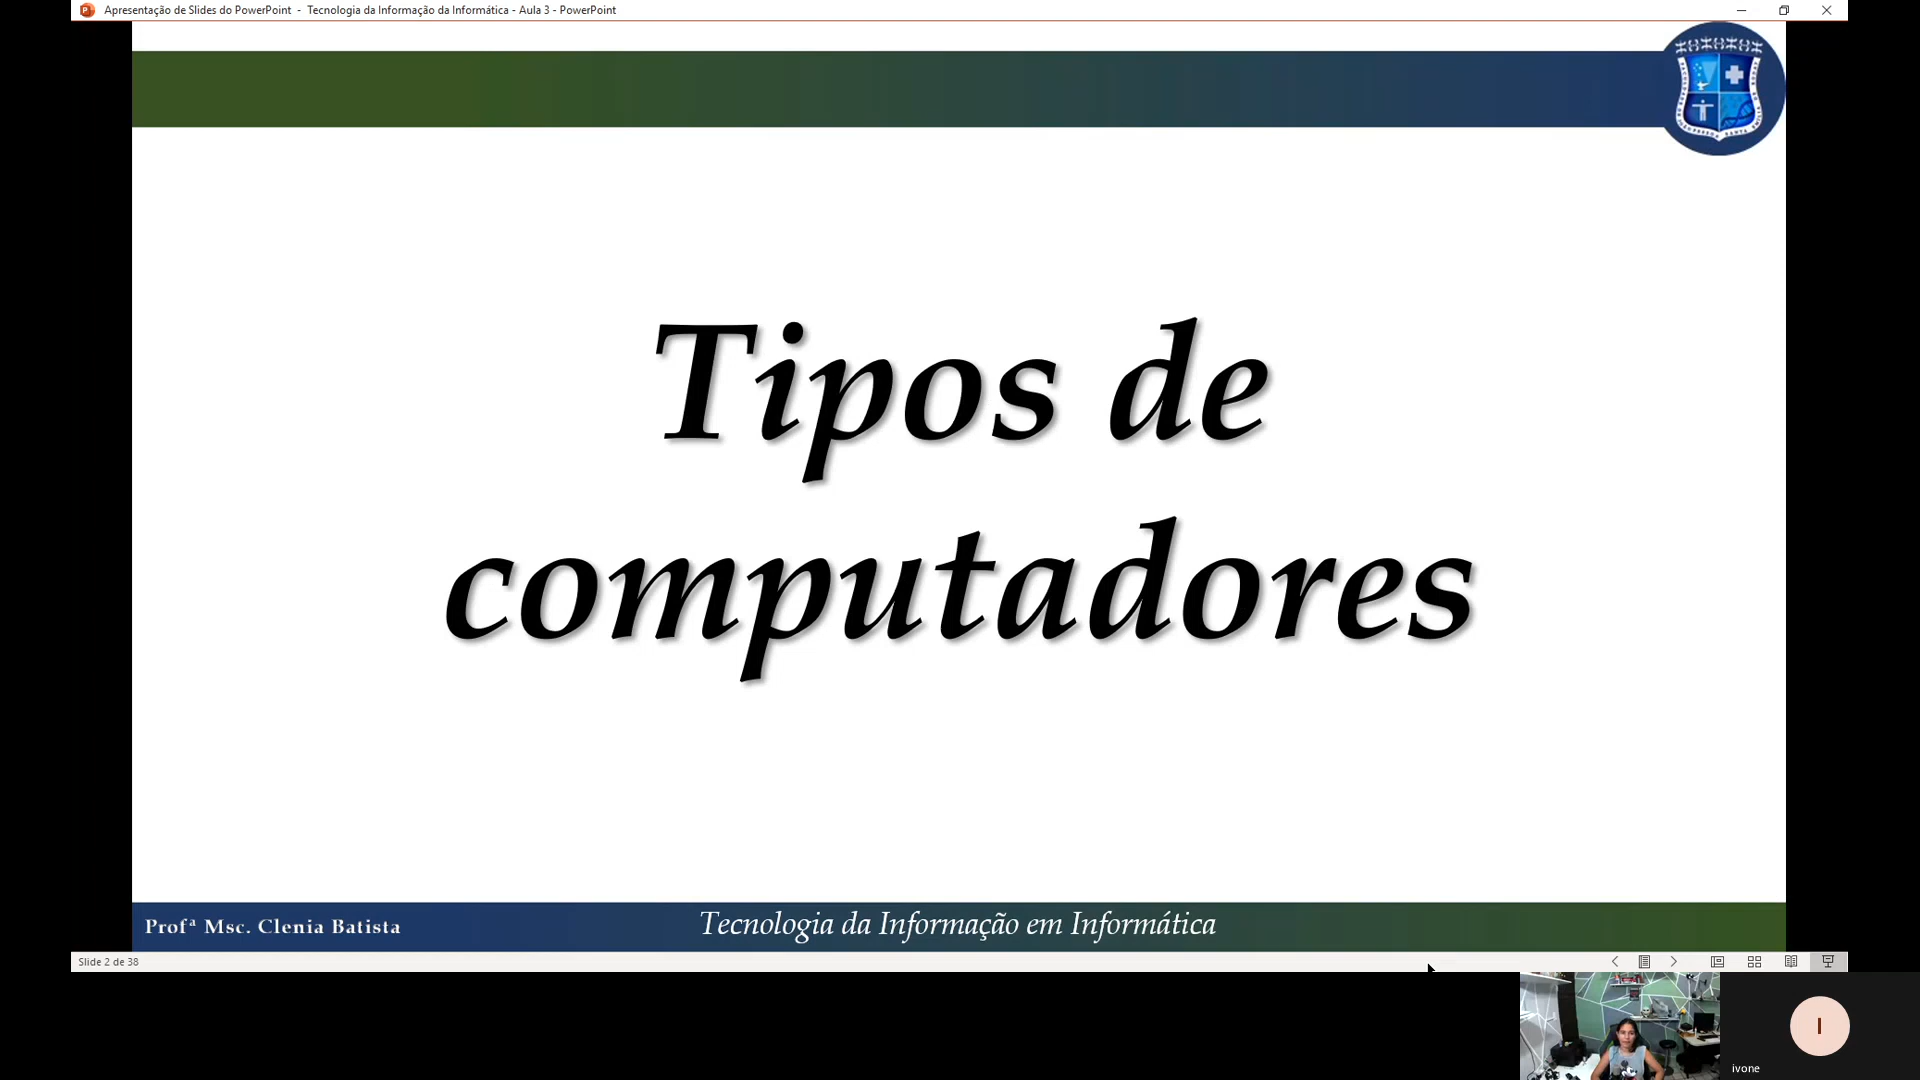 Apresentação de Slides do PowerPoint - Tecnologia da Informação da Informática - Aula 3 - PowerPoint
Tipos de
computadores
Profª Msc. Clenia Batista
Tecnologia da Informação em Informática
Slide 2 de 38
I
ivone